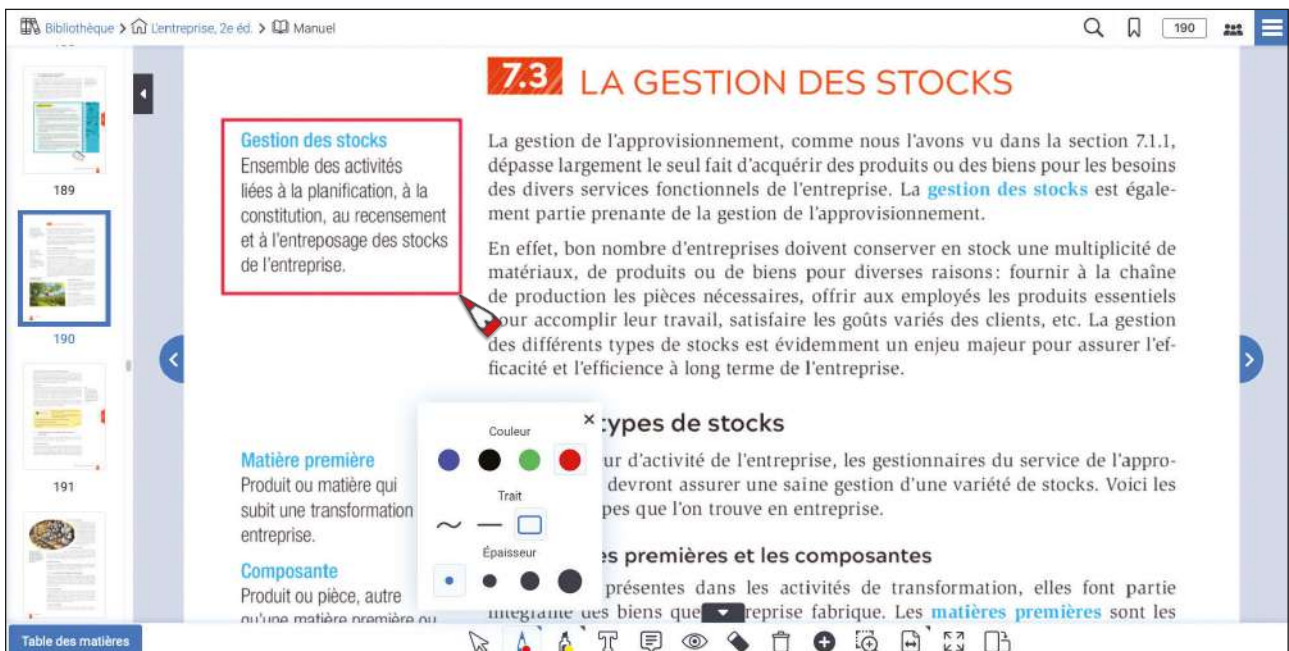 Bibliothèque > L'entreprise, 2e éd. > Manuel
190
7.3 LA GESTION DES STOCKS
189
190
191
Gestion des stocks
Ensemble des activités
liées à la planification, à la
constitution, au recensement
et à l'entreposage des stocks
de l'entreprise.
La gestion de l'approvisionnement, comme nous l'avons vu dans la section 7.1.1,
dépasse largement le seul fait d'acquérir des produits ou des biens pour les besoins
des divers services fonctionnels de l'entreprise. La gestion des stocks est égale-
ment partie prenante de la gestion de l'approvisionnement.
En effet, bon nombre d'entreprises doivent conserver en stock une multiplicité de
matériaux, de produits ou de biens pour diverses raisons: fournir à la chaîne
de production les pièces nécessaires, offrir aux employés les produits essentiels
pour accomplir leur travail, satisfaire les goûts variés des clients, etc. La gestion
des différents types de stocks est évidemment un enjeu majeur pour assurer l'ef-
ficacité et l'efficience à long terme de l'entreprise.
types de stocks
Matière première
Produit ou matière qui
subit une transformation
entreprise.
Composante
Produit ou pièce, autre
qu'une matière première ou
ur d'activité de l'entreprise, les gestionnaires du service de l'appro-
devront assurer une saine gestion d'une variété de stocks. Voici les
pes que l'on trouve en entreprise.
es premières et les composantes
présentes dans les activités de transformation, elles font partie
intégrante des biens que reprise fabrique. Les matières premières sont les
Couleur
Trait
Épaisseur
Table des matières